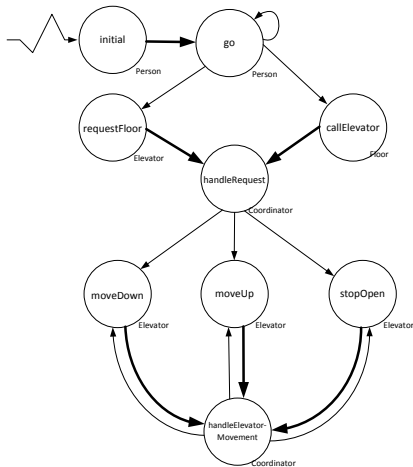 initial
Person
go
Person
requestFloor
Elevator
callElevator
Floor
handleRequest
Coordinator
moveDown
Elevator
moveUp
Elevator
stopOpen
Elevator
handleElevator-
Movement
Coordinator